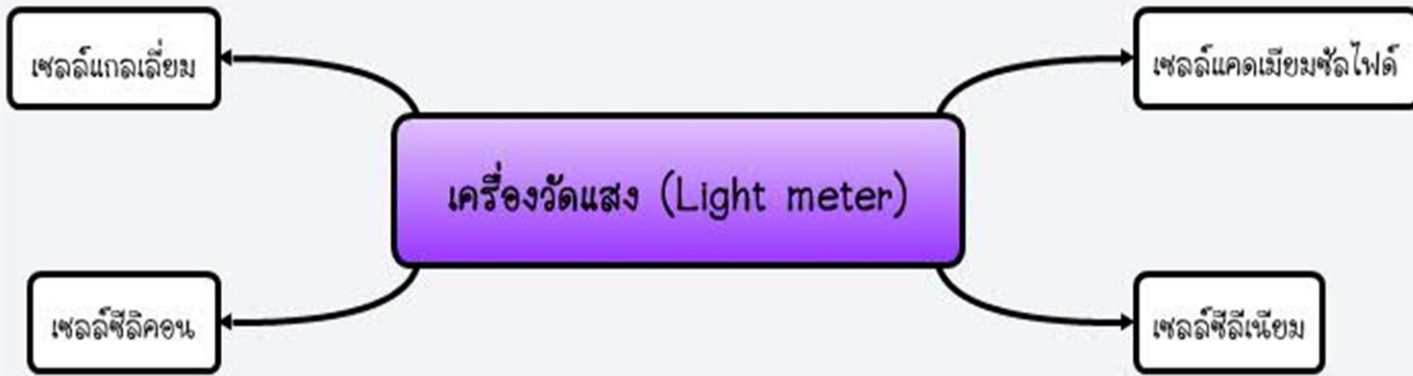 เซลล์แกลเลี่ยม
เซลล์แคดเมียมซัลไฟด์
เครื่องวัดแสง (Light meter)
เซลล์ซีลิคอน
เซลล์ซีลีเนียม